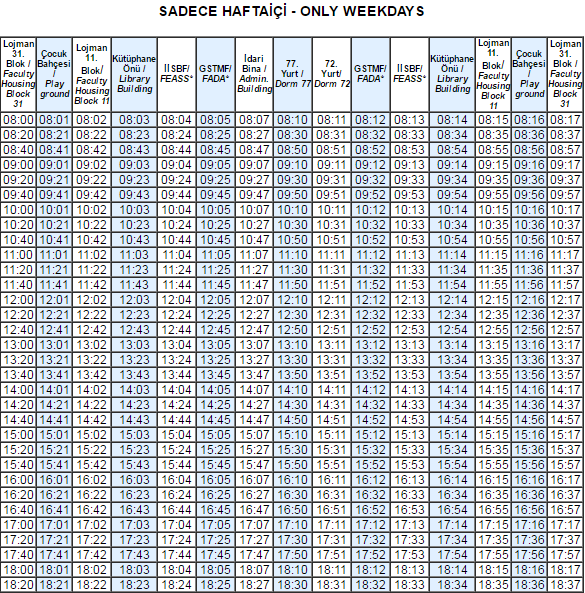 SADECE HAFTAİÇİ - ONLY WEEKDAYS
Lojman
31.
Blok /
Faculty
Housing
Block
31
Çocuk
Bahçesi
/
Play
ground
Lojman
11.
Blok/
Faculty
Housing
Block 11
Kütüphane
Önü /
Library
Building
İİSBF/
FEASS*
GSTMF/
FADA*
İdari
Bina /
Admin.
Building
77.
Yurt /
Dorm 77
72.
Yurt/
Dorm 72
GSTMF/
FADA*
İİSBF/
FEASS*
Kütüphane
Önü /
Library
Building
Lojman
11.
Blok/
Faculty
Housing
Block
11
Çocuk
Bahçesi
/
Play
ground
Lojman
31.
Blok /
Faculty
Housing
Block
31
08:00 08:01 08:02 08:03 08:04 08:05 08:07 08:10 08:11 08:12 08:13 08:14 08:15 08:16 08:17
08:20 08:21 08:22 08:23 08:24 08:25 08:27 08:30 08:31 08:32 08:33 08:34 08:35 08:36 08:37
08:40 08:41 08:42 08:43 08:44 08:45 08:47 08:50 08:51 08:52 08:53 08:54 08:55 08:56 08:57
09:00 09:01 09:02 09:03 09:04 09:05 09:07 09:10 09:11 09:12 09:13 09:14 09:15 09:16 09:17
09:20 09:21 09:22 09:23 09:24 09:25 09:27 09:30 09:31 09:32 09:33 09:34 09:35 09:36 09:37
09:40 09:41 09:42 09:43 09:44 09:45 09:47 09:50 09:51 09:52 09:53 09:54 09:55 09:56 09:57
10:00 10:01 10:02 10:03 10:04 10:05 10:07 10:10 10:11 10:12 10:13 10:14 10:15 10:16 10:17
10:20 10:21 10:22 10:23 10:24 10:25 10:27 10:30 10:31 10:32 10:33 10:34 10:35 10:36 10:37
10:40 10:41 10:42 10:43 10:44 10:45 10:47 10:50 10:51 10:52 10:53 10:54 10:55 10:56 10:57
11:00 11:01 11:02 11:03 11:04 11:05 11:07 11:10 11:11 11:12 11:13 11:14 11:15 11:16 11:17
11:20 11:21 11:22 11:23 11:24 11:25 11:27 11:30 11:31 11:32 11:33 11:34 11:35 11:36 11:37
11:40 11:41 11:42 11:43 11:44 11:45 11:47 11:50 11:51 11:52 11:53 11:54 11:55 11:56 11:57
12:00 12:01 12:02 12:03 12:04 12:05 12:07 12:10 12:11 12:12 12:13 12:14 12:15 12:16 12:17
12:20 12:21 12:22 12:23 12:24 12:25 12:27 12:30 12:31 12:32 12:33 12:34 12:35 12:36 12:37
12:40 12:41 12:42 12:43 12:44 12:45 12:47 12:50 12:51 12:52 12:53 12:54 12:55 12:56 12:57
13:00 13:01 13:02 13:03 13:04 13:05 13:07 13:10 13:11 13:12 13:13 13:14 13:15 13:16 13:17
13:20 13:21 13:22 13:23 13:24 13:25 13:27 13:30 13:31 13:32 13:33 13:34 13:35 13:36 13:37
13:40 13:41 13:42 13:43 13:44 13:45 13:47 13:50 13:51 13:52 13:53 13:54 13:55 13:56 13:57
14:00 14:01 14:02 14:03 14:04 14:05 14:07 14:10 14:11 14:12 14:13 14:14 14:15 14:16 14:17
14:20 14:21 14:22 14:23 14:24 14:25 14:27 14:30 14:31 14:32 14:33 14:34 14:35 14:36 14:37
14:40 14:41 14:42 14:43 14:44 14:45 14:47 14:50 14:51 14:52 14:53 14:54 14:55 14:56 14:57
15:00 15:01 15:02 15:03 15:04 15:05 15:07 15:10 15:11 15:12 15:13 15:14 15:15 15:16 15:17
15:20 15:21 15:22 15:23 15:24 15:25 15:27 15:30 15:31 15:32 15:33 15:34 15:35 15:36 15:37
15:40 15:41 15:42 15:43 15:44 15:45 15:47 15:50 15:51 15:52 15:53 15:54 15:55 15:56 15:57
16:00 16:01 16:02 16:03 16:04 16:05 16:07 16:10 16:11 16:12 16:13 16:14 16:15 16:16 16:17
16:20 16:21 16:22 16:23 16:24 16:25 16:27 16:30 16:31 16:32 16:33 16:34 16:35 16:36 16:37
16:40 16:41 16:42 16:43 16:44 16:45 16:47 16:50 16:51 16:52 16:53 16:54 16:55 16:56 16:57
17:00 17:01 17:02 17:03 17:04 17:05 17:07 17:10 17:11 17:12 17:13 17:14 17:15 17:16 17:17
17:20 17:21 17:22 17:23 17:24 17:25 17:27 17:30 17:31 17:32 17:33 17:34 17:35 17:36 17:37
17:40 17:41 17:42 17:43 17:44 17:45 17:47 17:50 17:51 17:52 17:53 17:54 17:55 17:56 17:57
18:00 18:01 18:02 18:03 18:04 18:05 18:07 18:10 18:11 18:12 18:13 18:14 18:15 18:16 18:17
18:20 18:21 18:22 18:23 18:24 18:25 18:27 18:30 18:31 18:32 18:33 18:34 18:35 18:36 18:37